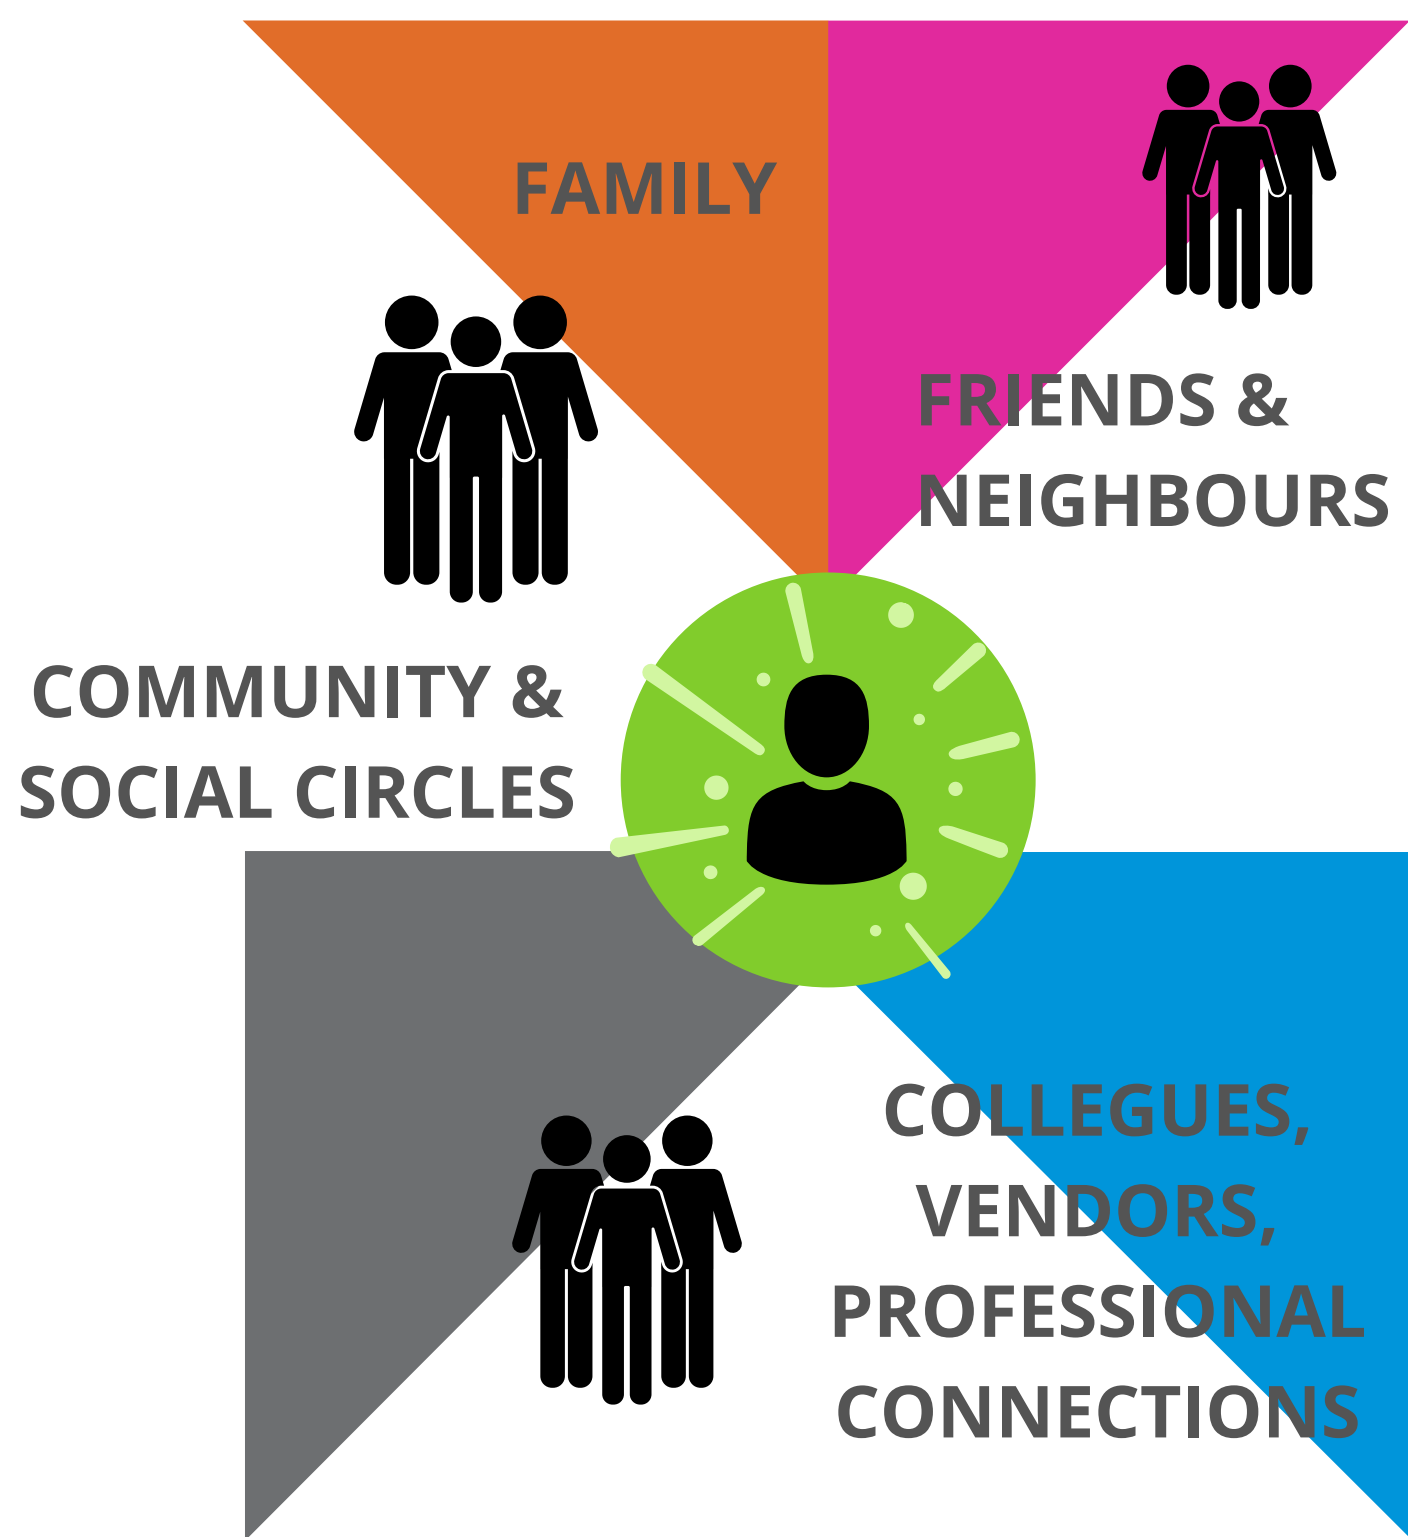 FAMILY
FRIENDS &
NEIGHBOURS
COMMUNITY &
SOCIAL CIRCLES
COLLEGUES,
VENDORS,
PROFESSIONAL
CONNECTIONS